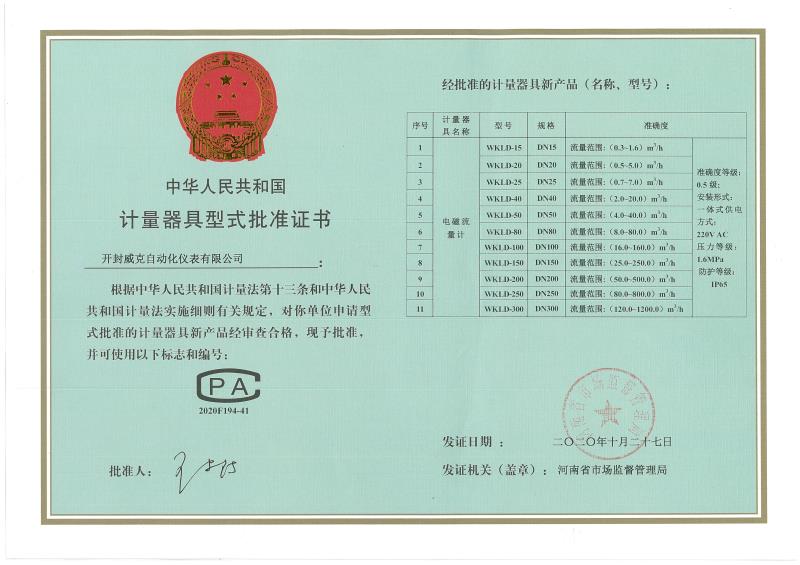 中华人民共和国
计量器具型式批准证书
开封威克自动化仪表有限公司:
根据中华人民共和国计量法第十三条和中华人民
共和国计量法实施细则有关规定，对你单位申请型
式批准的计量器具新产品经审查合格，现予批准，
并可使用以下标志和编号:
CPA
2020F194-41
批准人:
经批准的计量器具新产品（名称、型号）:
序号 计量器具名称 型号 规格 准确度
1 WKLD-15 DN15 流量范围:（0.3~1.6）m³/h
2 WKLD-20 DN20 流量范围:（0.5~5.0）m³/h
3 WKLD-25 DN25 流量范围:（0.7~7.0）m³/h
4 WKLD-40 DN40 流量范围:（2.0~20.0）m³/h
5 WKLD-50 DN50 流量范围:（4.0~40.0）m³/h
6 WKLD-80 DN80 流量范围:（8.0~80.0）m³/h
7 WKLD-100 DN100 流量范围:（16.0~160.0）m³/h
8 WKLD-150 DN150 流量范围:（25.0~250.0）m³/h
9 WKLD-200 DN200 流量范围:（50.0~500.0）m³/h
10 WKLD-250 DN250 流量范围:（80.0~800.0）m³/h
11 WKLD-300 DN300 流量范围:（120.0~1200.0）m³/h
电磁流
量计
准确度等级:
0.5级;
安装形式:
一体式供电
方式:
220V AC
压力等级:
1.6MPa
防护等级:
IP65
河南省市场监督管理局
发证日期： 二〇二〇年十月二十七日
发证机关（盖章）: 河南省市场监督管理局